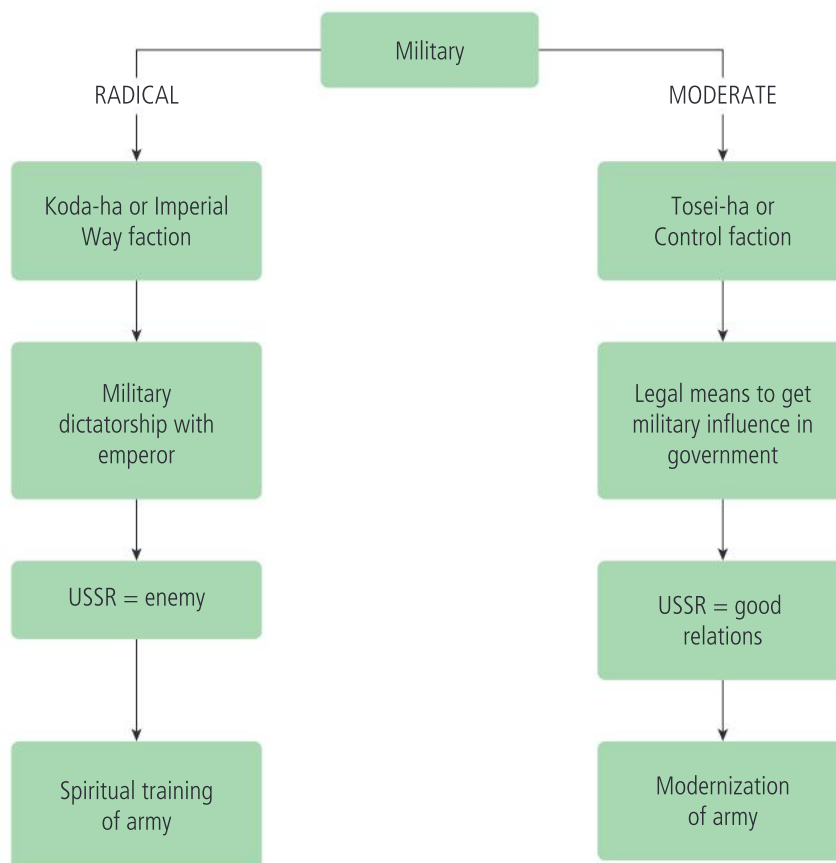 Military
RADICAL
MODERATE
Koda-ha or Imperial
Way faction
Tosei-ha or
Control faction
Military
dictatorship with
emperor
Legal means to get
military influence in
government
USSR = enemy
USSR = good
relations
Spiritual training
of army
Modernization
of army